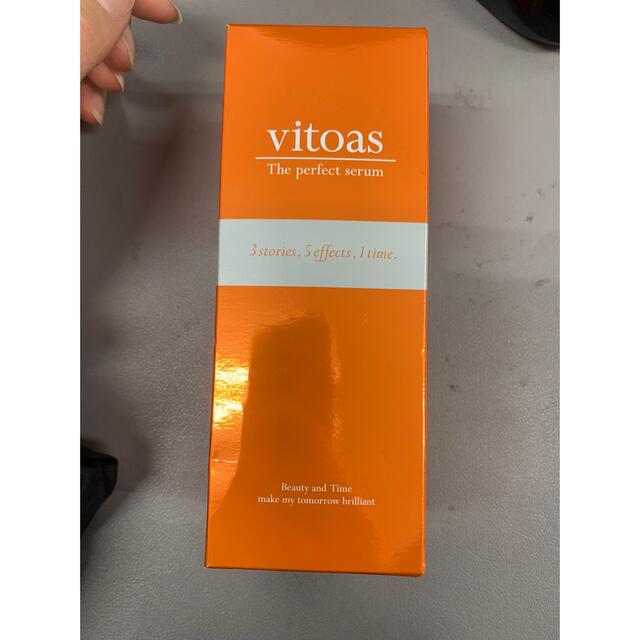 vitoas
The perfect serum
3 stories, 5 effects, 1 time.
Beauty and Time
make my tomorrow brilliant